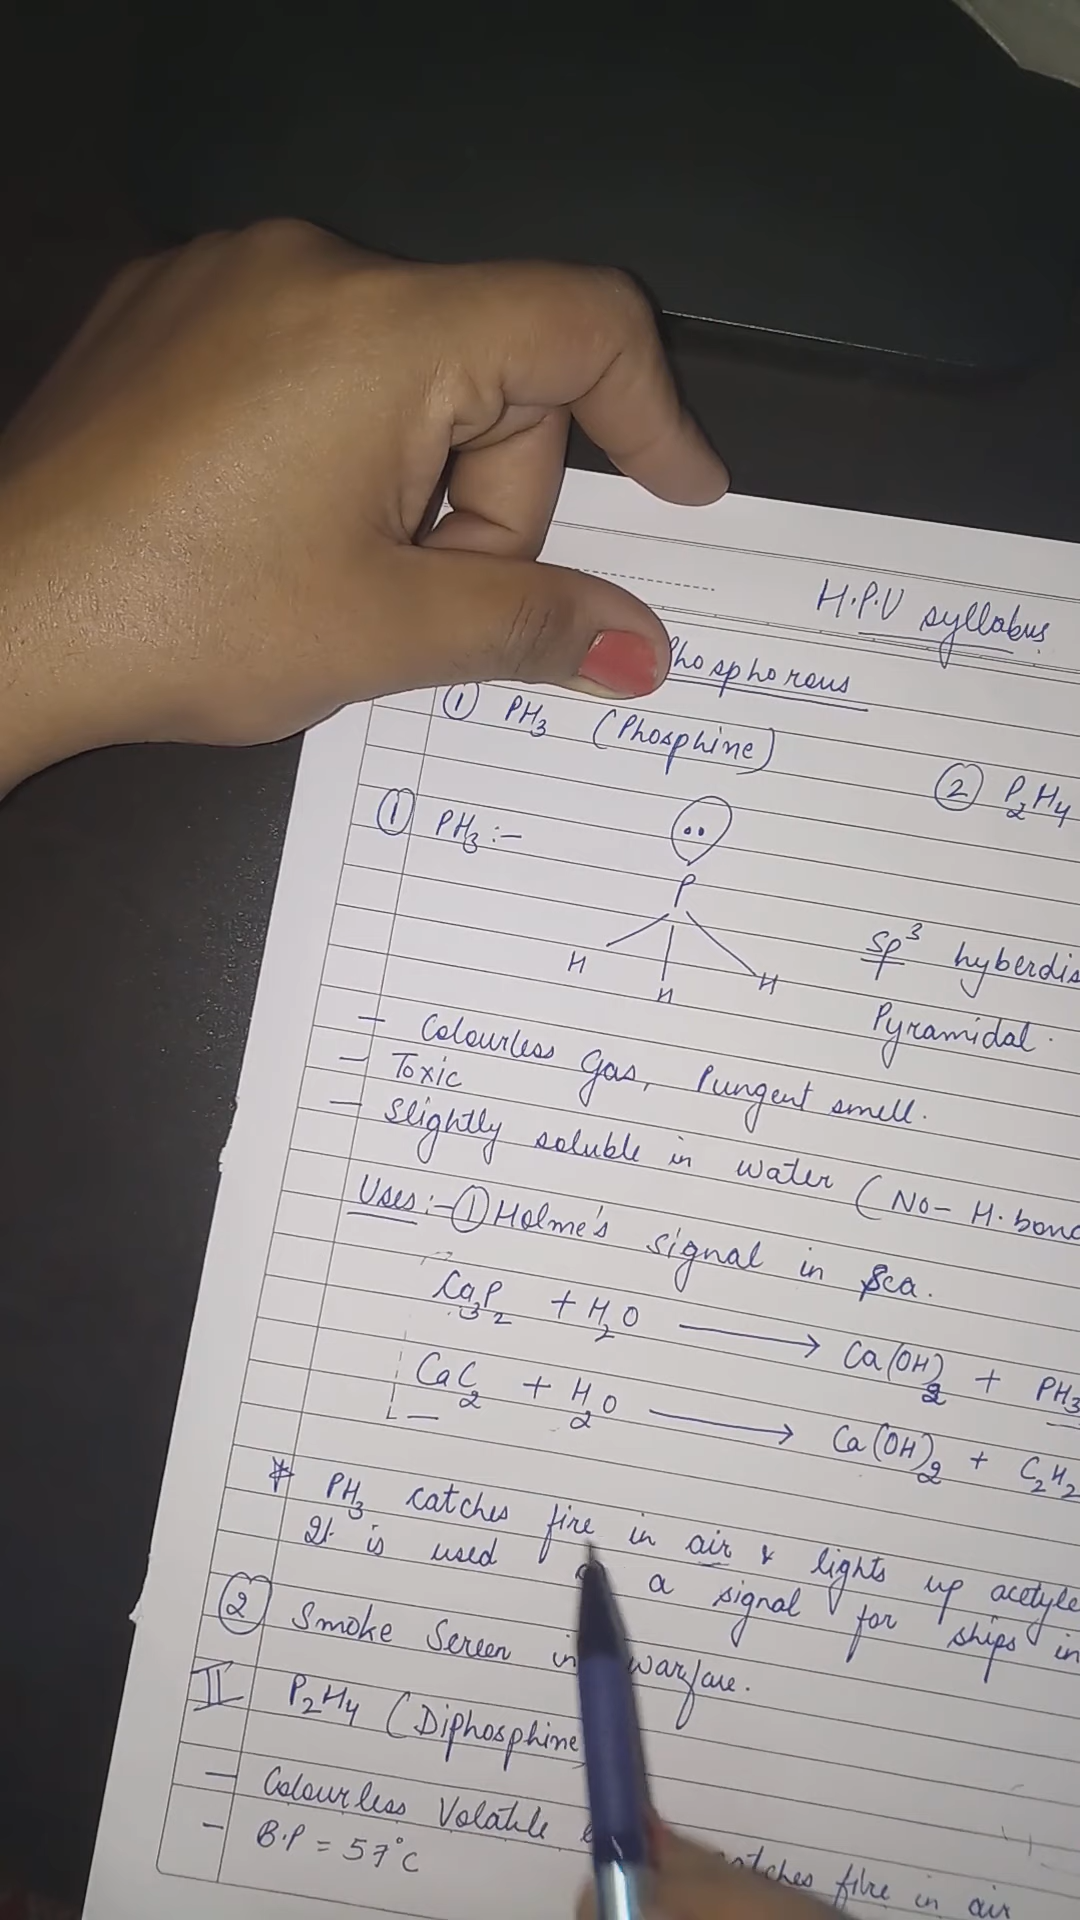 H.P.U syllabus
Phosphorous
① PH3 (Phosphine)
② P2H4
① PH3 :-
P
H H H
Sp3 hyberdis
Pyramidal.
- Colourless Gas, Pungent smell.
- Toxic
- Slightly soluble in water (No- H.bond
Uses:- ① Holme's signal in Sea.
Ca3P2 + H2O → Ca(OH)2 + PH3
CaC2 + H2O → Ca(OH)2 + C2H2
* PH3 catches fire in air & lights up acetyle
It is used a signal for ships in
② Smoke Sereen in warfare.
II P2H4 (Diphosphine
- Colourless Volatile catches fire in air
- B.P = 57°C